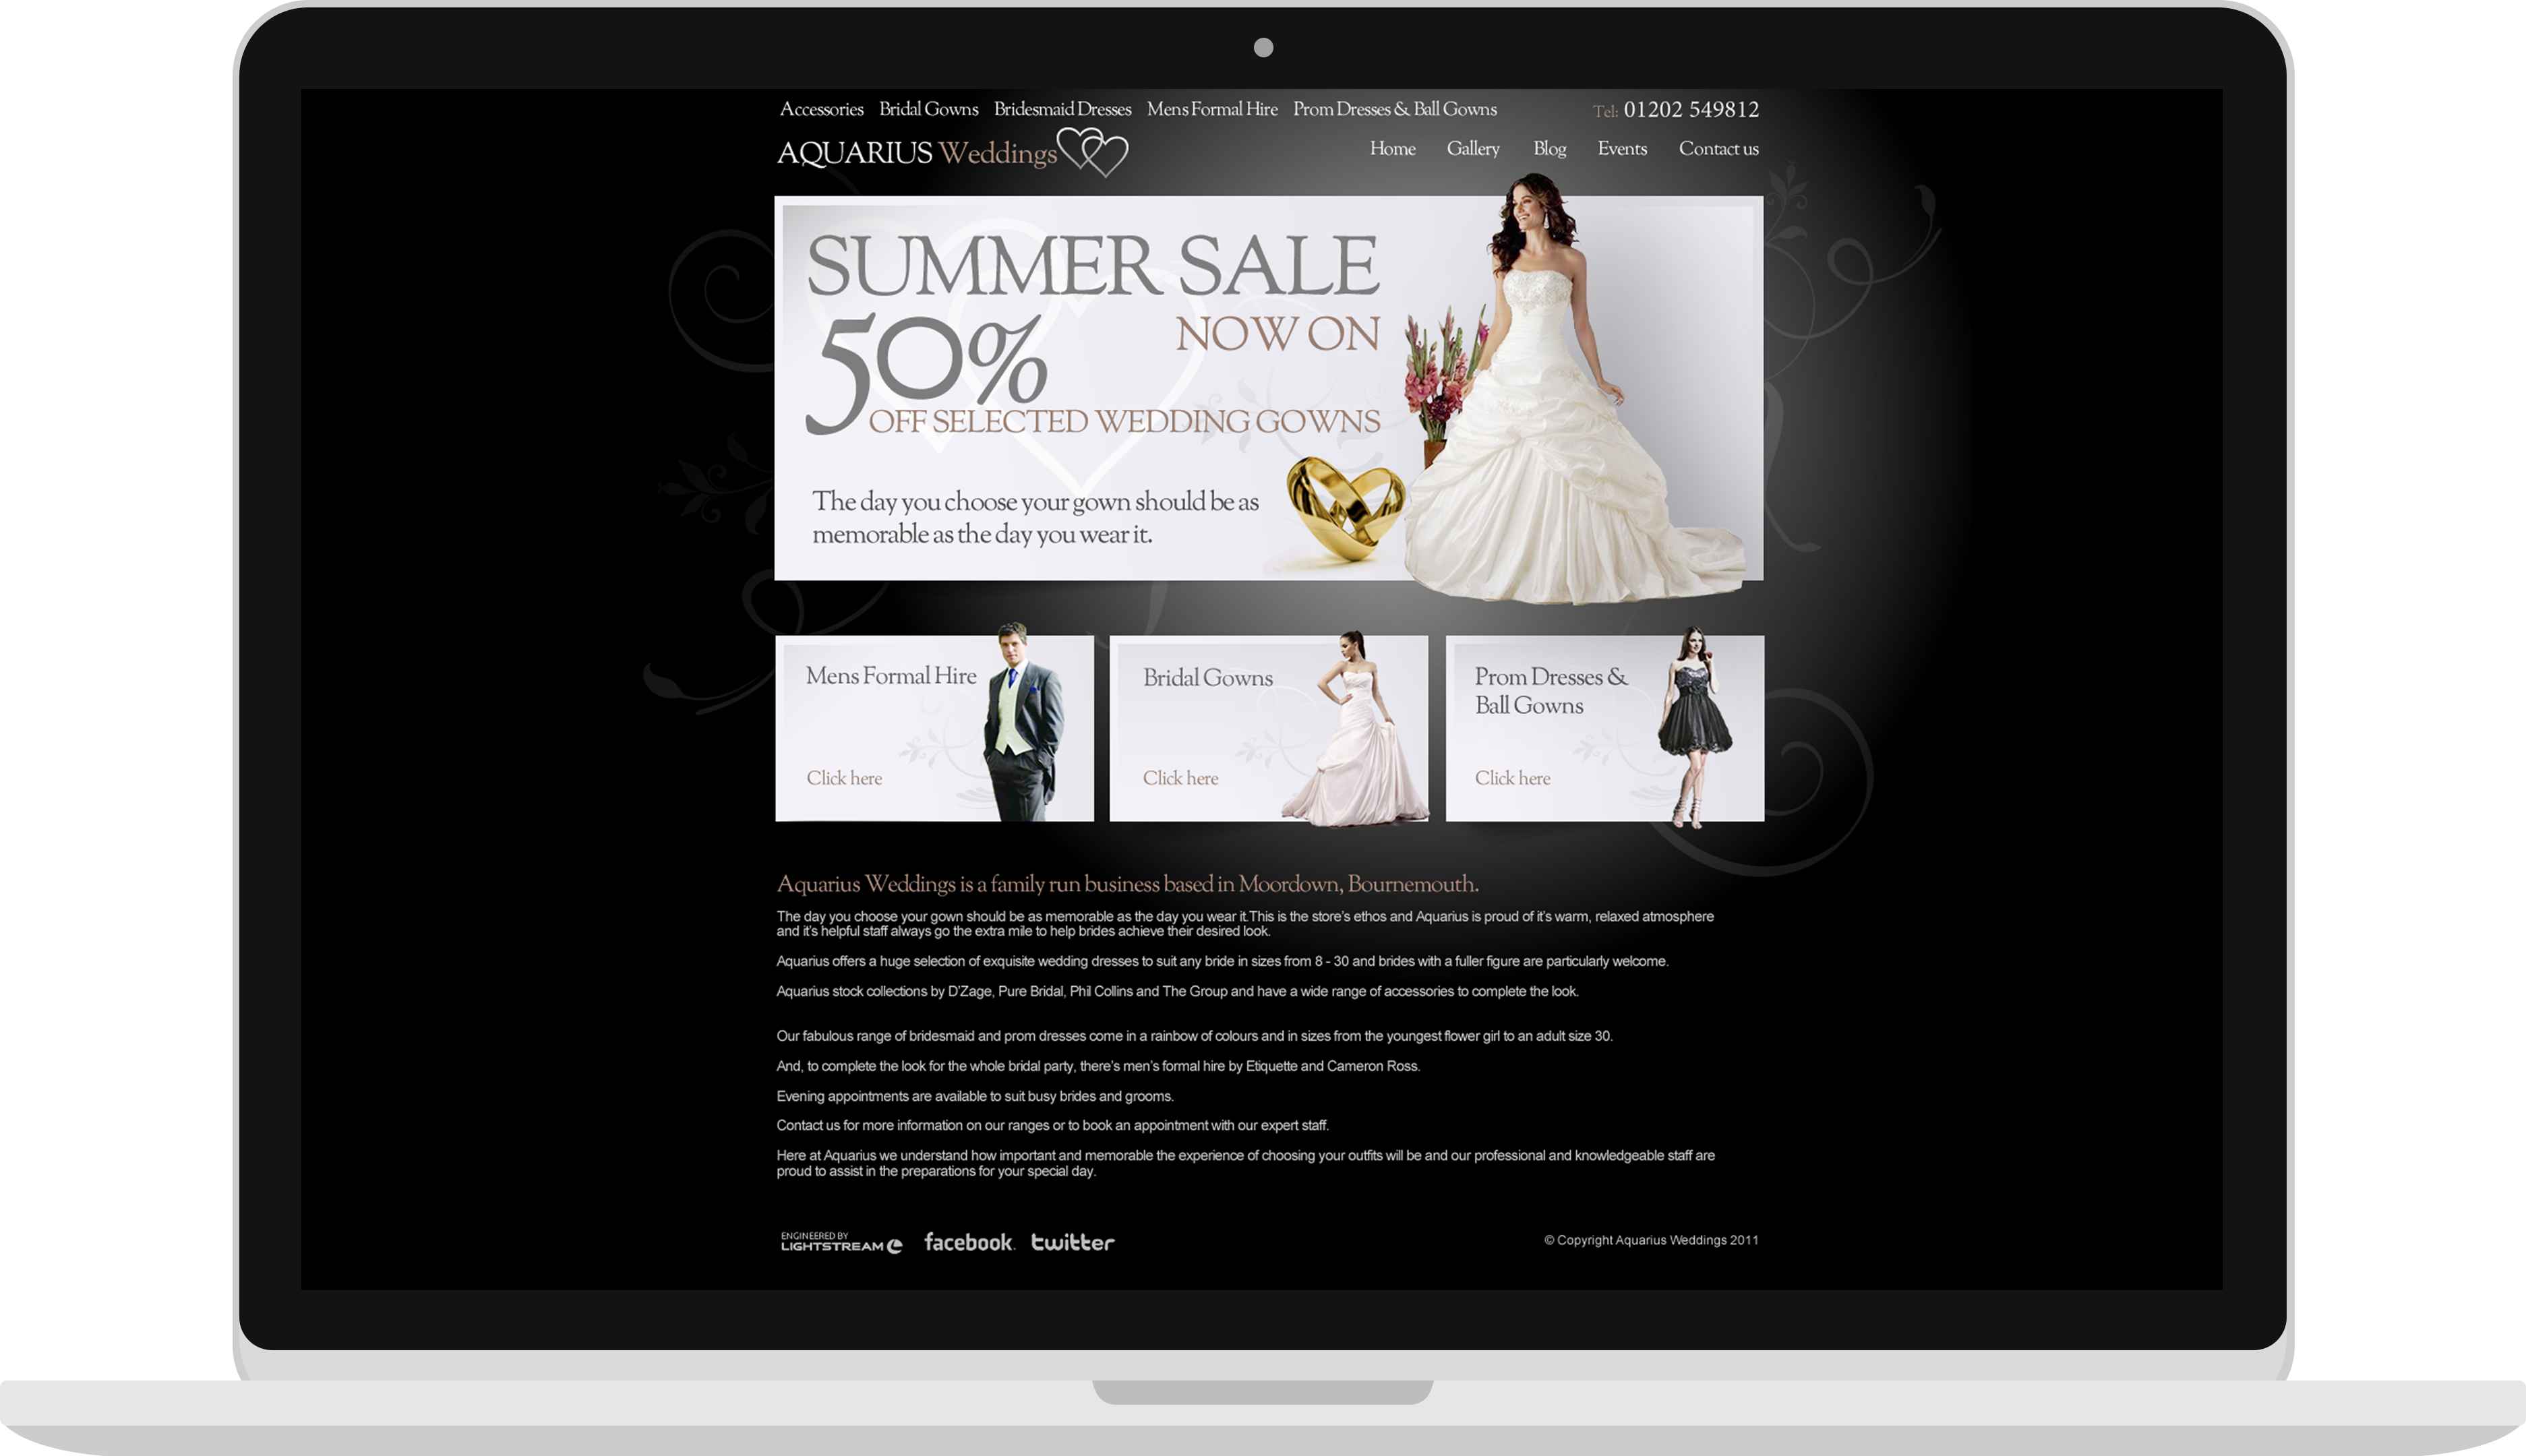 Accessories Bridal Gowns Bridesmaid Dresses Mens Formal Hire Prom Dresses & Ball Gowns Tel: 01202 549812
AQUARIUS Weddings Home Gallery Blog Events Contact us
SUMMER SALE
50% NOW ON
OFF SELECTED WEDDING GOWNS
The day you choose your gown should be as
memorable as the day you wear it.
Mens Formal Hire
Click here
Bridal Gowns
Click here
Prom Dresses &
Ball Gowns
Click here
Aquarius Weddings is a family run business based in Moordown, Bournemouth.
The day you choose your gown should be as memorable as the day you wear it.This is the store's ethos and Aquarius is proud of it's warm, relaxed atmosphere
and it's helpful staff always go the extra mile to help brides achieve their desired look.
Aquarius offers a huge selection of exquisite wedding dresses to suit any bride in sizes from 8 - 30 and brides with a fuller figure are particularly welcome.
Aquarius stock collections by D'Zage, Pure Bridal, Phil Collins and The Group and have a wide range of accessories to complete the look.
Our fabulous range of bridesmaid and prom dresses come in a rainbow of colours and in sizes from the youngest flower girl to an adult size 30.
And, to complete the look for the whole bridal party, there's men's formal hire by Etiquette and Cameron Ross.
Evening appointments are available to suit busy brides and grooms.
Contact us for more information on our ranges or to book an appointment with our expert staff.
Here at Aquarius we understand how important and memorable the experience of choosing your outfits will be and our professional and knowledgeable staff are
proud to assist in the preparations for your special day.
ENGINEERED BY
LIGHTSTREAM facebook. twitter © Copyright Aquarius Weddings 2011